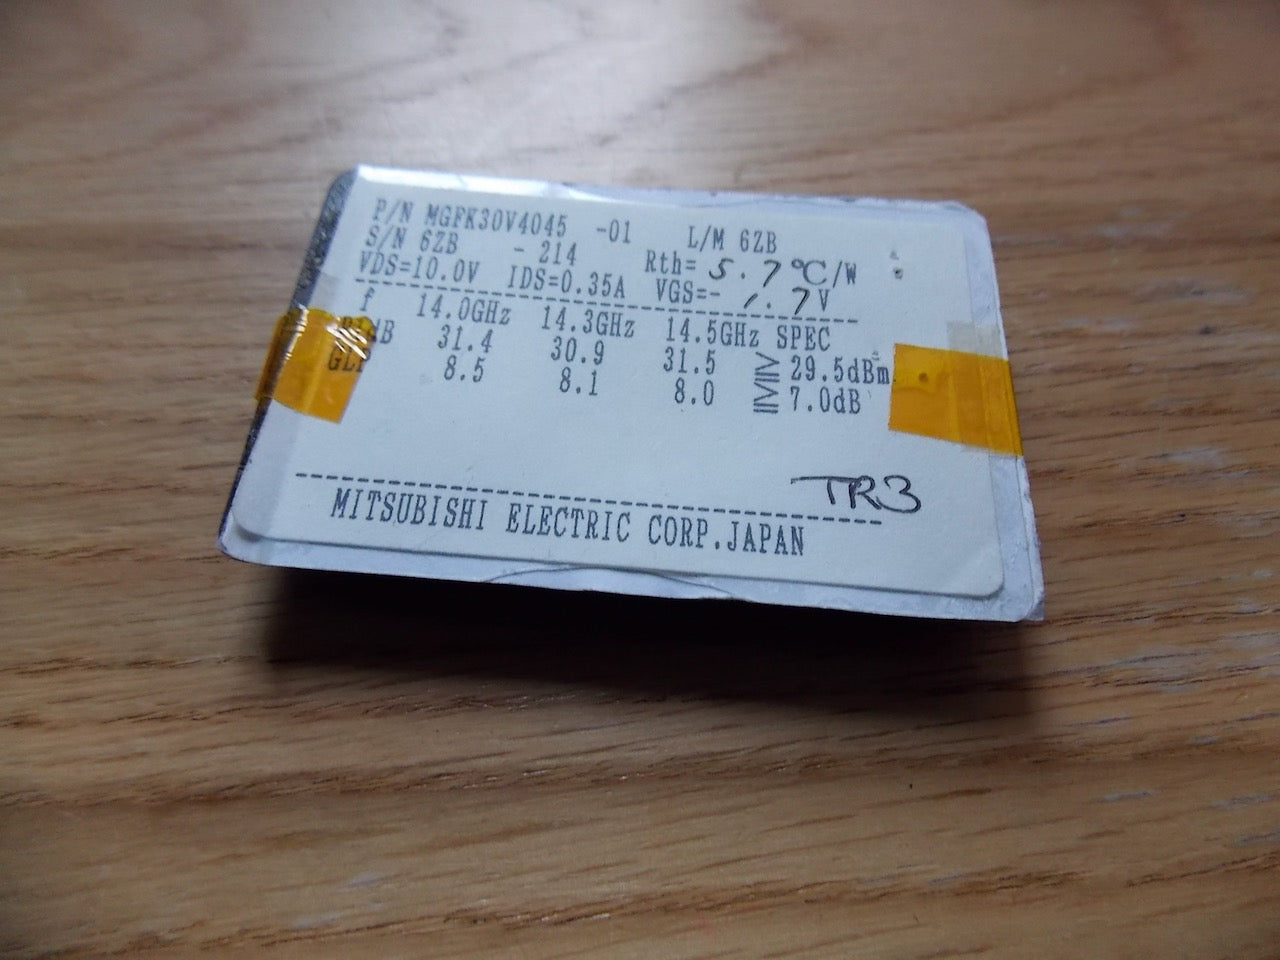 P/N MGFK30V4045 -01 L/M 6ZB
S/N 6ZB - 214 Rth= 5.7℃/W
VDS=10.0V IDS=0.35A VGS=- 1.7V
f 14.0GHz 14.3GHz 14.5GHz SPEC
31.4 30.9 31.5 ≧ 29.5dBm
8.5 8.1 8.0 ≧ 7.0dB
TR3
MITSUBISHI ELECTRIC CORP.JAPAN